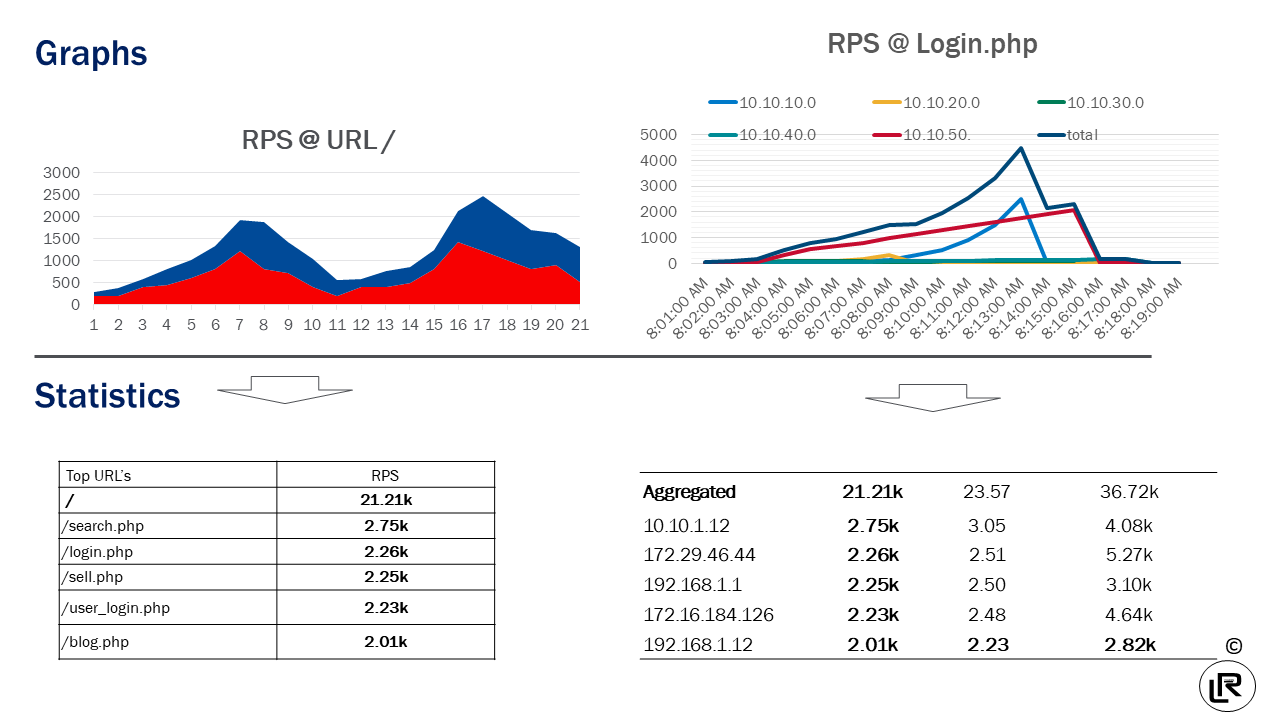 Graphs
RPS @ URL /
3000
2500
2000
1500
1000
500
0
1 2 3 4 5 6 7 8 9 10 11 12 13 14 15 16 17 18 19 20 21
RPS @ Login.php
10.10.10.0 10.10.20.0 10.10.30.0
10.10.40.0 10.10.50. total
5000
4000
3000
2000
1000
0
8:01:00 AM
8:02:00 AM
8:03:00 AM
8:04:00 AM
8:05:00 AM
8:06:00 AM
8:07:00 AM
8:08:00 AM
8:09:00 AM
8:10:00 AM
8:11:00 AM
8:12:00 AM
8:13:00 AM
8:14:00 AM
8:15:00 AM
8:16:00 AM
8:17:00 AM
8:18:00 AM
8:19:00 AM
Statistics
Top URL's RPS
/ 21.21k
/search.php 2.75k
/login.php 2.26k
/sell.php 2.25k
/user_login.php 2.23k
/blog.php 2.01k
Aggregated 21.21k 23.57 36.72k
10.10.1.12 2.75k 3.05 4.08k
172.29.46.44 2.26k 2.51 5.27k
192.168.1.1 2.25k 2.50 3.10k
172.16.184.126 2.23k 2.48 4.64k
192.168.1.12 2.01k 2.23 2.82k
©